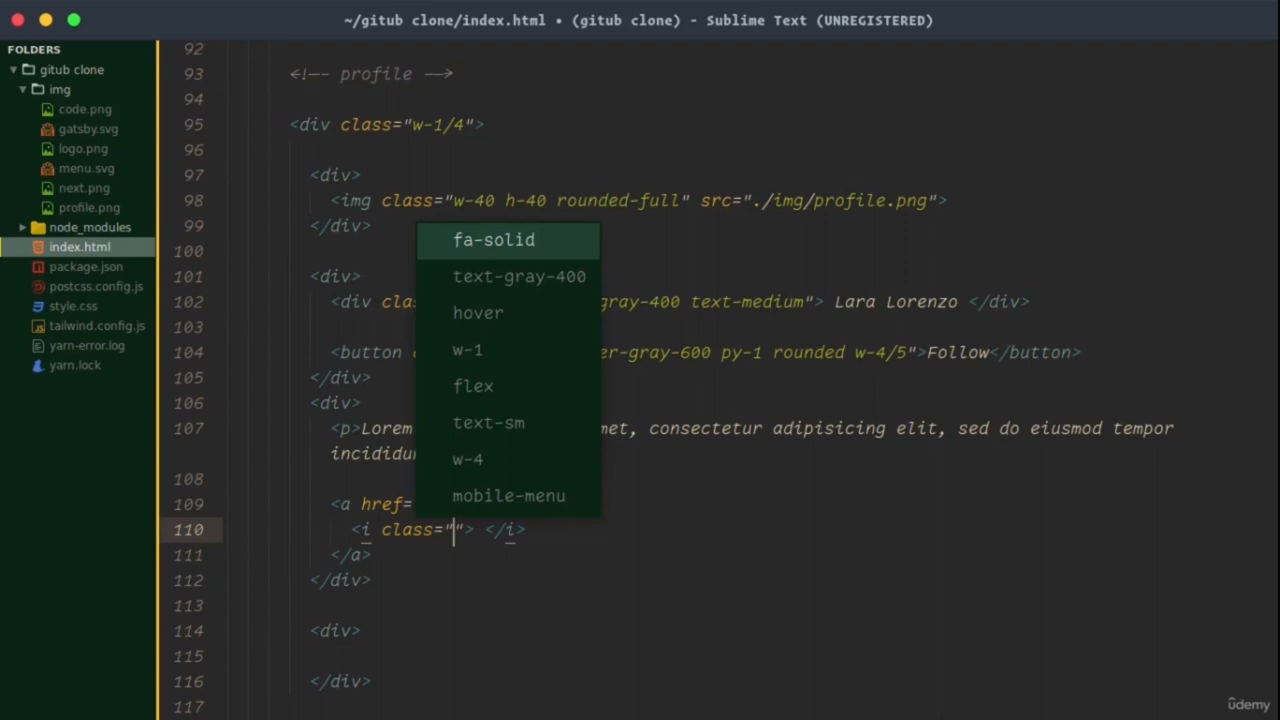 ~/gitub clone/index.html • (gitub clone) - Sublime Text (UNREGISTERED)
FOLDERS
gitub clone
img
code.png
gatsby.svg
logo.png
menu.svg
next.png
profile.png
node_modules
index.html
package.json
postcss.config.js
style.css
tailwind.config.js
yarn-error.log
yarn.lock
92
93 <!-- profile -->
94
95 <div class="w-1/4">
96
97 <div>
98 <img class="w-40 h-40 rounded-full" src="./img/profile.png">
99 </div>
100
101 <div>
102 <div clas gray-400 text-medium"> Lara Lorenzo </div>
103
104 <button er-gray-600 py-1 rounded w-4/5">Follow</button>
105 </div>
106 <div>
107 <p>Lorem met, consectetur adipisicing elit, sed do eiusmod tempor
incididu
108
109 <a href=
110 <i class=""> </i>
111 </a>
112 </div>
113
114 <div>
115
116 </div>
117
fa-solid
text-gray-400
hover
w-1
flex
text-sm
w-4
mobile-menu
ûdemy